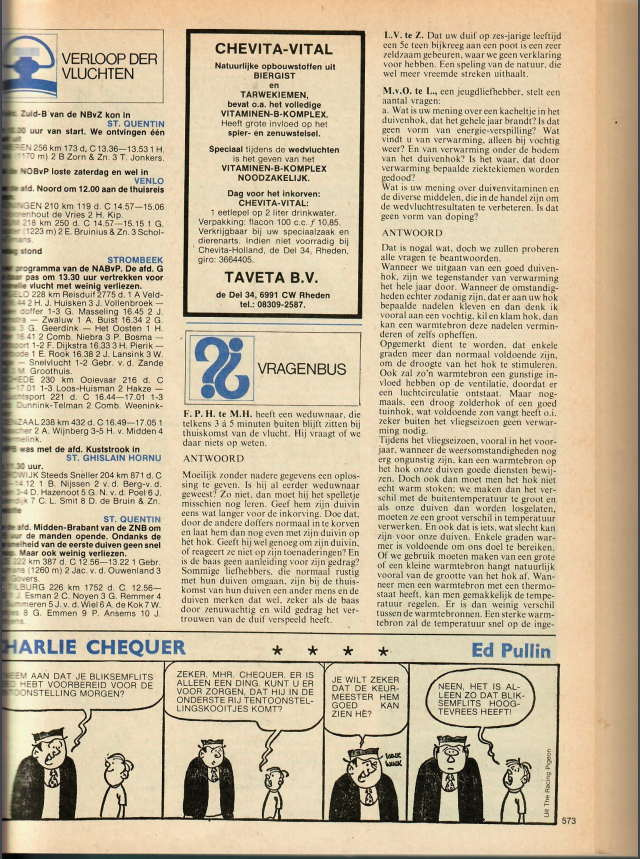 VERLOOP DER
VLUCHTEN
Zuid-B van de NBvZ kon in
ST. QUENTIN
uur van start. We ontvingen één
256 km 173 d, C 13.36—13.53 1 H.
1170 m) 2 B Zorn & Zn. 3 T. Jonkers.
NOBvP loste zaterdag en wel in
VENLO
afd. Noord om 12.00 aan de thuisreis
210 km 119 d. C 14.57—15.06
de Vries 2 H. Kip.
218 km 250 d. C 14.57—15.15 1 G.
(1223 m) 2 E. Bruinius & Zn. 3 Schol-
stond
STROMBEEK
programma van de NABvP. De afd. G
pas om 13.30 uur vertrekken voor
vlucht met weinig verliezen.
228 km Reisduif 2775 d. 1 A Veld-
2 H. J. Huisken 3 J. Vollenbroek —
doffer 1-3 G. Masseling 16.45 2 J.
— Zwaluw 1 A. Buist 16.34 2 G.
3 G. Geerdink — Het Oosten 1 H.
16.41 2 Comb. Niebra 3 P. Bosma —
1-2 F. Dijkstra 16.33 3 H. Pierik —
1 E. Rook 16.38 2 J. Lansink 3 W.
— Snelvlucht 1-2 Gebr. v. d. Zande
Groothuis.
230 km Ooievaar 216 d. C
17.01 1-3 Loos-Huisman 2 Hakze —
221 d. C 16.44—17.01 1-3
Dunnink-Telman 2 Comb. Weenink-
238 km 432 d. C 16.49—17.05 1
2 A. Wijnberg 3-5 H. v. Midden 4
was met de afd. Kuststrook in
ST. GHISLAIN HORNU
.30 uur.
Steeds Sneller 204 km 871 d. C
14.12 1 B. Nijssen 2 v.d. Berg-v.d.
3-4 D. Hazenoot 5 G. N. v.d. Poel 6 J.
7 C. L. Smit 8 D. de Bruin & Zn.
ST. QUENTIN
afd. Midden-Brabant van de ZNB om
uur de manden opende. Ondanks de
snelheid van de eerste duiven geen snel
Maar ook weinig verliezen.
222 km 387 d. C 12.56—13.22 1 Gebr.
(1260 m) 2 Jac. v. d. Ouwenland 3
Govers.
TILBURG 226 km 1752 d. C 12.56—
J. Esman 2 C. Noyen 3 G. Remmer 4
5 J. v. d. Wiel 6 A. de Kok 7 W.
8 G. Emmen 9 P. Ansems 10 J.
CHEVITA-VITAL
Natuurlijke opbouwstoffen uit
BIERGIST
en
TARWEKIEMEN,
bevat o.a. het volledige
VITAMINEN-B-KOMPLEX.
Heeft grote invloed op het
spier- en zenuwstelsel.
Speciaal tijdens de wedvluchten
is het geven van het
VITAMINEN-B-KOMPLEX
NOODZAKELIJK.
Dag voor het inkorven:
CHEVITA-VITAL:
1 eetlepel op 2 liter drinkwater.
Verpakking: flacon 100 c.c. ƒ 10,85.
Verkrijgbaar bij uw speciaalzaak en
dierenarts. Indien niet voorradig bij
Chevita-Holland, de Del 34, Rheden,
giro: 3664405.
TAVETA B.V.
de Del 34, 6991 CW Rheden
tel.: 08309-2587.
VRAGENBUS
F. P. H. te M.H. heeft een weduwnaar, die
telkens 3 á 5 minuten buiten blijft zitten bij
thuiskomst van de vlucht. Hij vraagt of we
daar niets op weten.
ANTWOORD
Moeilijk zonder nadere gegevens een oplos-
sing te geven. Is hij al eerder weduwnaar
geweest? Zo niet, dan moet hij het spelletje
misschien nog leren. Geef hem zijn duivin
eens wat langer voor de inkorving. Doe dat,
door de andere doffers normaal in te korven
en laat hem dan nog even met zijn duivin op
het hok. Geeft hij wel genoeg om zijn duivin,
of reageert ze niet op zijn toenaderingen? En
is de baas geen aanleiding voor zijn gedrag?
Sommige liefhebbers, die normaal rustig
met hun duiven omgaan, zijn bij de thuis-
komst van hun duiven een ander mens en de
duiven merken dat wel, zeker als de baas
door zenuwachtig en wild gedrag het ver-
trouwen van de duif verspeeld heeft.
L.V. te Z. Dat uw duif op zes-jarige leeftijd
een 5e teen bijkreeg aan een poot is een zeer
zeldzaam gebeuren, waar we geen verklaring
voor hebben. Een speling van de natuur, die
wel meer vreemde streken uithaalt.
M.v.O. te L., een jeugdliefhebber, stelt een
aantal vragen:
a. Wat is uw mening over een kacheltje in het
duivenhok, dat het gehele jaar brandt? Is dat
geen vorm van energie-verspilling? Wat
vindt u van verwarming, alleen bij vochtig
weer? En van verwarming onder de bodem
van het duivenhok? Is het waar, dat door
verwarming bepaalde ziektekiemen worden
gedood?
Wat is uw mening over duivenvitaminen en
de diverse middelen, die in de handel zijn om
de wedvluchtresultaten te verbeteren? Is dat
geen vorm van doping?
ANTWOORD
Dat is nogal wat, doch we zullen proberen
alle vragen te beantwoorden.
Wanneer we uitgaan van een goed duiven-
hok, zijn we tegenstander van verwarming
het hele jaar door. Wanneer de omstandig-
heden echter zodanig zijn, dat er aan uw hok
bepaalde nadelen kleven en dan denk ik
vooral aan een vochtig, kil en klam hok, dan
kan een warmtebron deze nadelen vermin-
deren of zelfs opheffen.
Opgemerkt dient te worden, dat enkele
graden meer dan normaal voldoende zijn,
om de droogte van het hok te stimuleren.
Ook zal zo'n warmtebron een gunstige in-
vloed hebben op de ventilatie, doordat er
een luchtcirculatie ontstaat. Maar nog-
maals, een droog zolderhok of een goed
tuinhok, wat voldoende zon vangt heeft o.i.
zeker buiten het vliegseizoen geen verwar-
ming nodig.
Tijdens het vliegseizoen, vooral in het voor-
jaar, wanneer de weersomstandigheden nog
erg ongunstig zijn, kan een warmtebron op
het hok onze duiven goede diensten bewij-
zen. Doch ook dan moet men het hok niet
echt warm stoken; we maken dan het ver-
schil met de buitentemperatuur te groot en
als onze duiven dan worden losgelaten,
moeten ze een groot verschil in temperatuur
verwerken. En ook dat is iets, wat slecht kan
zijn voor onze duiven. Enkele graden war-
mer is voldoende om ons doel te bereiken.
Of we gebruik moeten maken van een grote
of een kleine warmtebron hangt natuurlijk
vooral van de grootte van het hok af. Wan-
neer men een warmtebron met een thermo-
staat heeft, kan men gemakkelijk de tempe-
ratuur regelen. Er is dan weinig verschil
tussen de warmtebronnen. Een sterke warm-
tebron zal de temperatuur snel op de inge-
HARLIE CHEQUER
★ ★ ★ ★
Ed Pullin
NEEM AAN DAT JE BLIKSEMFLITS
HEBT VOORBEREID VOOR DE
TOONSTELLING MORGEN?
ZEKER, MHR. CHEQUER. ER IS
ALLEEN EEN DING. KUNT U ER
VOOR ZORGEN, DAT HIJ IN DE
ONDERSTE RIJ TENTOONSTEL-
LINGSKOOITJES KOMT?
JE WILT ZEKER
DAT DE KEUR-
MEESTER HEM
GOED KAN
ZIEN HÈ?
NEEN, HET IS AL-
LEEN ZO DAT BLIK-
SEMFLITS HOOG-
TEVREES HEEFT!
Uit The Racing Pigeon
573